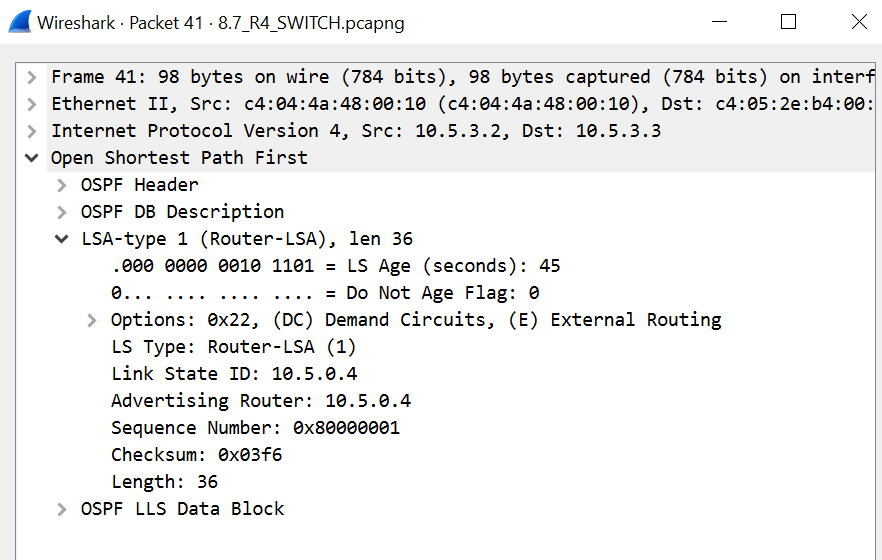 Wireshark · Packet 41 · 8.7_R4_SWITCH.pcapng
Frame 41: 98 bytes on wire (784 bits), 98 bytes captured (784 bits) on interf
Ethernet II, Src: c4:04:4a:48:00:10 (c4:04:4a:48:00:10), Dst: c4:05:2e:b4:00:
Internet Protocol Version 4, Src: 10.5.3.2, Dst: 10.5.3.3
Open Shortest Path First
OSPF Header
OSPF DB Description
LSA-type 1 (Router-LSA), len 36
.000 0000 0010 1101 = LS Age (seconds): 45
0... .... .... .... = Do Not Age Flag: 0
Options: 0x22, (DC) Demand Circuits, (E) External Routing
LS Type: Router-LSA (1)
Link State ID: 10.5.0.4
Advertising Router: 10.5.0.4
Sequence Number: 0x80000001
Checksum: 0x03f6
Length: 36
OSPF LLS Data Block